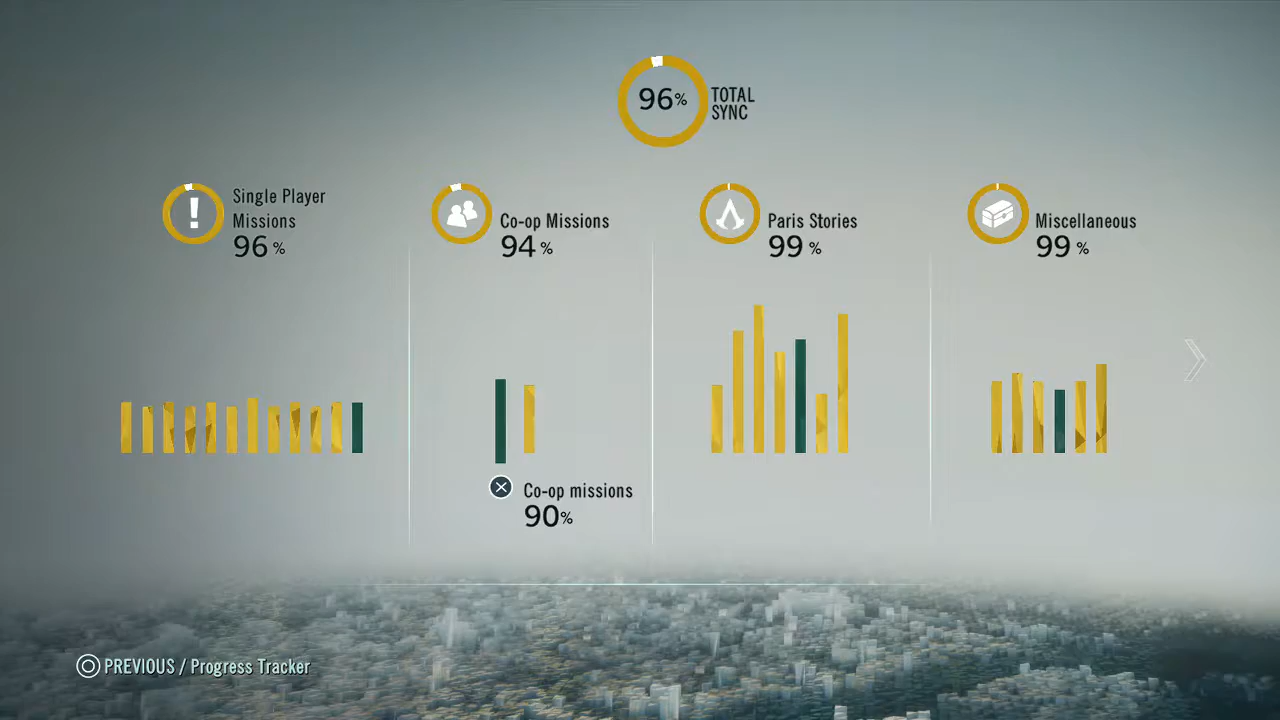 96%
TOTAL
SYNC
Single Player
Missions
96 %
Co-op Missions
94 %
Paris Stories
99 %
Miscellaneous
99 %
Co-op missions
90%
PREVIOUS / Progress Tracker